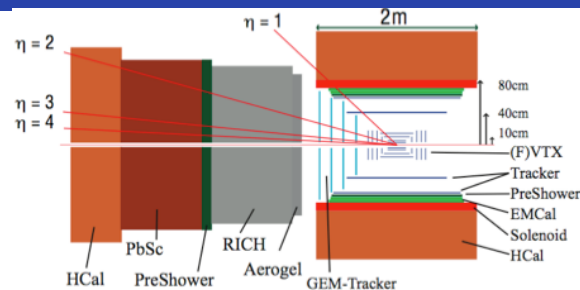 2m
η = 1
η = 2
η = 3
η = 4
80cm
40cm
10cm
(F)VTX
Tracker
PreShower
EMCal
Solenoid
HCal
HCal
PbSc
PreShower
RICH
Aerogel
GEM-Tracker